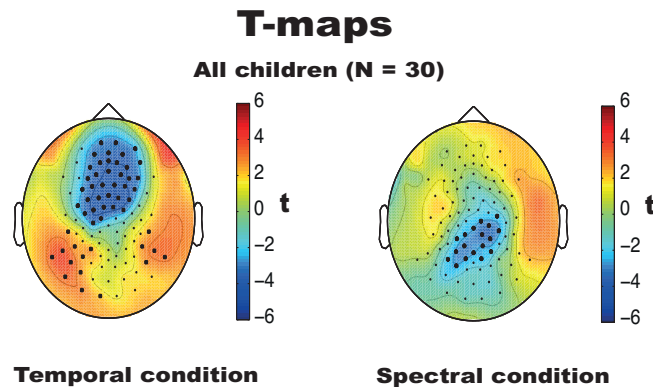 T-maps
All children (N = 30)
6
4
2
0
−2
−4
−6
t
6
4
2
0
−2
−4
−6
t
Temporal condition
Spectral condition